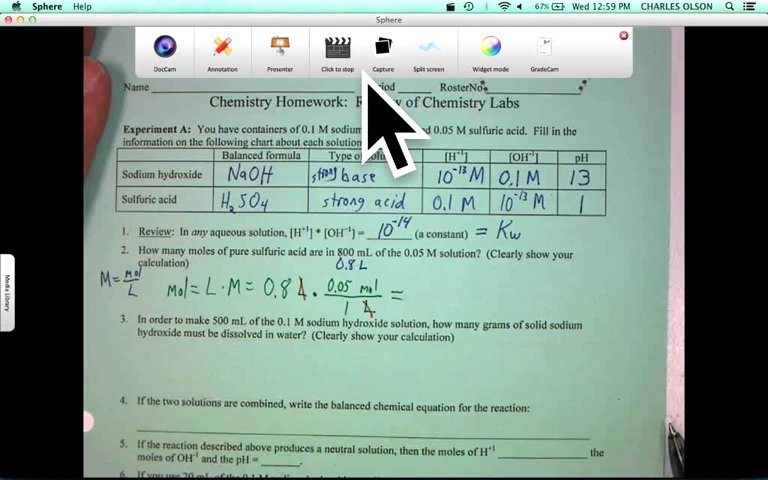 Sphere Help 67% Wed 12:59 PM CHARLES OLSON
Sphere
DocCam Annotation Presenter Click to stop Capture Split screen Widget mode GradeCam
Media Library
Name Period RosterNo
Chemistry Homework: of Chemistry Labs
Experiment A: You have containers of 0.1 M sodium and 0.05 M sulfuric acid. Fill in the
information on the following chart about each solution
Balanced formula Type of [H⁺¹] [OH⁻¹] pH
Sodium hydroxide NaOH strong base 10⁻¹³ M 0.1 M 13
Sulfuric acid H₂SO₄ strong acid 0.1 M 10⁻¹³ M 1
1. Review: In any aqueous solution, [H⁺¹] * [OH⁻¹] = 10⁻¹⁴ (a constant) = Kw
2. How many moles of pure sulfuric acid are in 800 mL of the 0.05 M solution? (Clearly show your
calculation) 0.8 L
M = mol/L mol = L · M = 0.8 L · 0.05 mol / 1 L =
3. In order to make 500 mL of the 0.1 M sodium hydroxide solution, how many grams of solid sodium
hydroxide must be dissolved in water? (Clearly show your calculation)
4. If the two solutions are combined, write the balanced chemical equation for the reaction:
5. If the reaction described above produces a neutral solution, then the moles of H⁺¹ the
moles of OH⁻¹ and the pH =